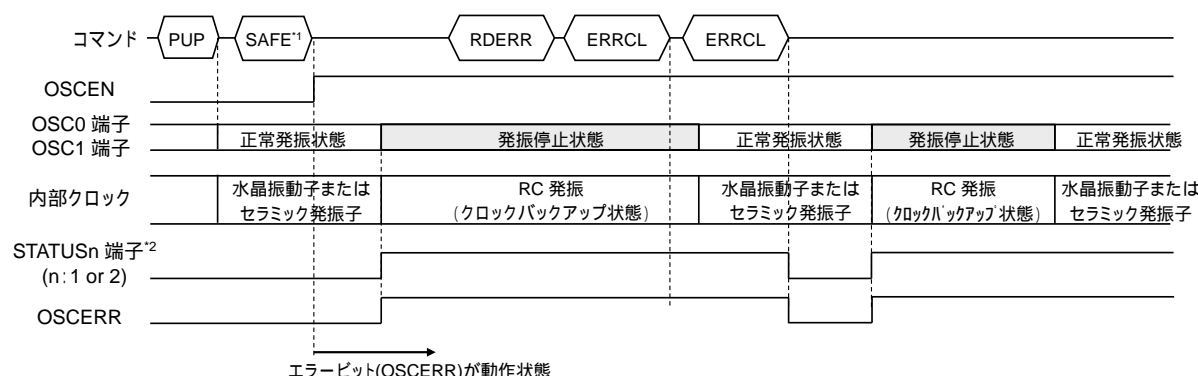 コマンド PUP SAFE*1 RDERR ERRCL ERRCL
OSCEN
OSC0 端子
OSC1 端子
正常発振状態 発振停止状態 正常発振状態 発振停止状態 正常発振状態
内部クロック
水晶振動子または
セラミック発振子
RC 発振
(クロックバックアップ状態)
水晶振動子または
セラミック発振子
RC 発振
(クロックバックアップ状態)
水晶振動子または
セラミック発振子
STATUSn 端子*2
(n:1 or 2)
OSCERR
エラービット(OSCERR)が動作状態